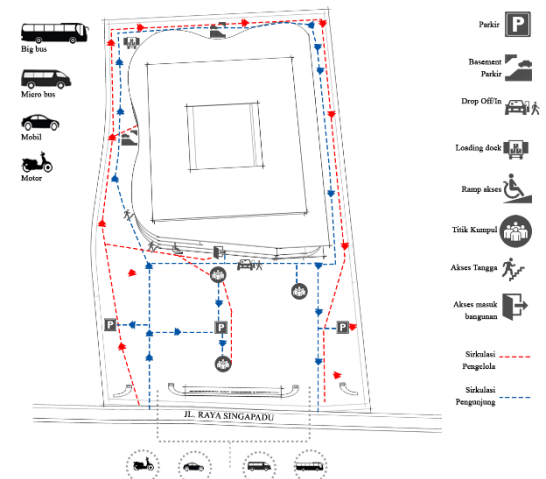 Big bus
Miero bus
Mobil
Motor
P
P
P
JL. RAYA SINGAPADU
Parkir
P
Basement
Parkir
Drop Off/In
Loading dock
Ramp akses
Titik Kumpul
Akses Tangga
Akses masuk
bangunan
Sirkulasi
Pengelola
Sirkulasi
Pengunjung